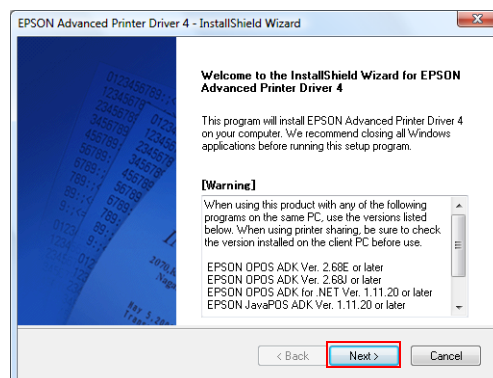 EPSON Advanced Printer Driver 4 - InstallShield Wizard
Welcome to the InstallShield Wizard for EPSON
Advanced Printer Driver 4
This program will install EPSON Advanced Printer Driver 4
on your computer. We recommend closing all Windows
applications before running this setup program.
[Warning]
When using this product with any of the following
programs on the same PC, use the versions listed
below. When using printer sharing, be sure to check
the version installed on the client PC before use.
EPSON OPOS ADK Ver. 2.68E or later
EPSON OPOS ADK Ver. 2.68J or later
EPSON OPOS ADK for .NET Ver. 1.11.20 or later
EPSON JavaPOS ADK Ver. 1.11.20 or later
< Back
Next >
Cancel